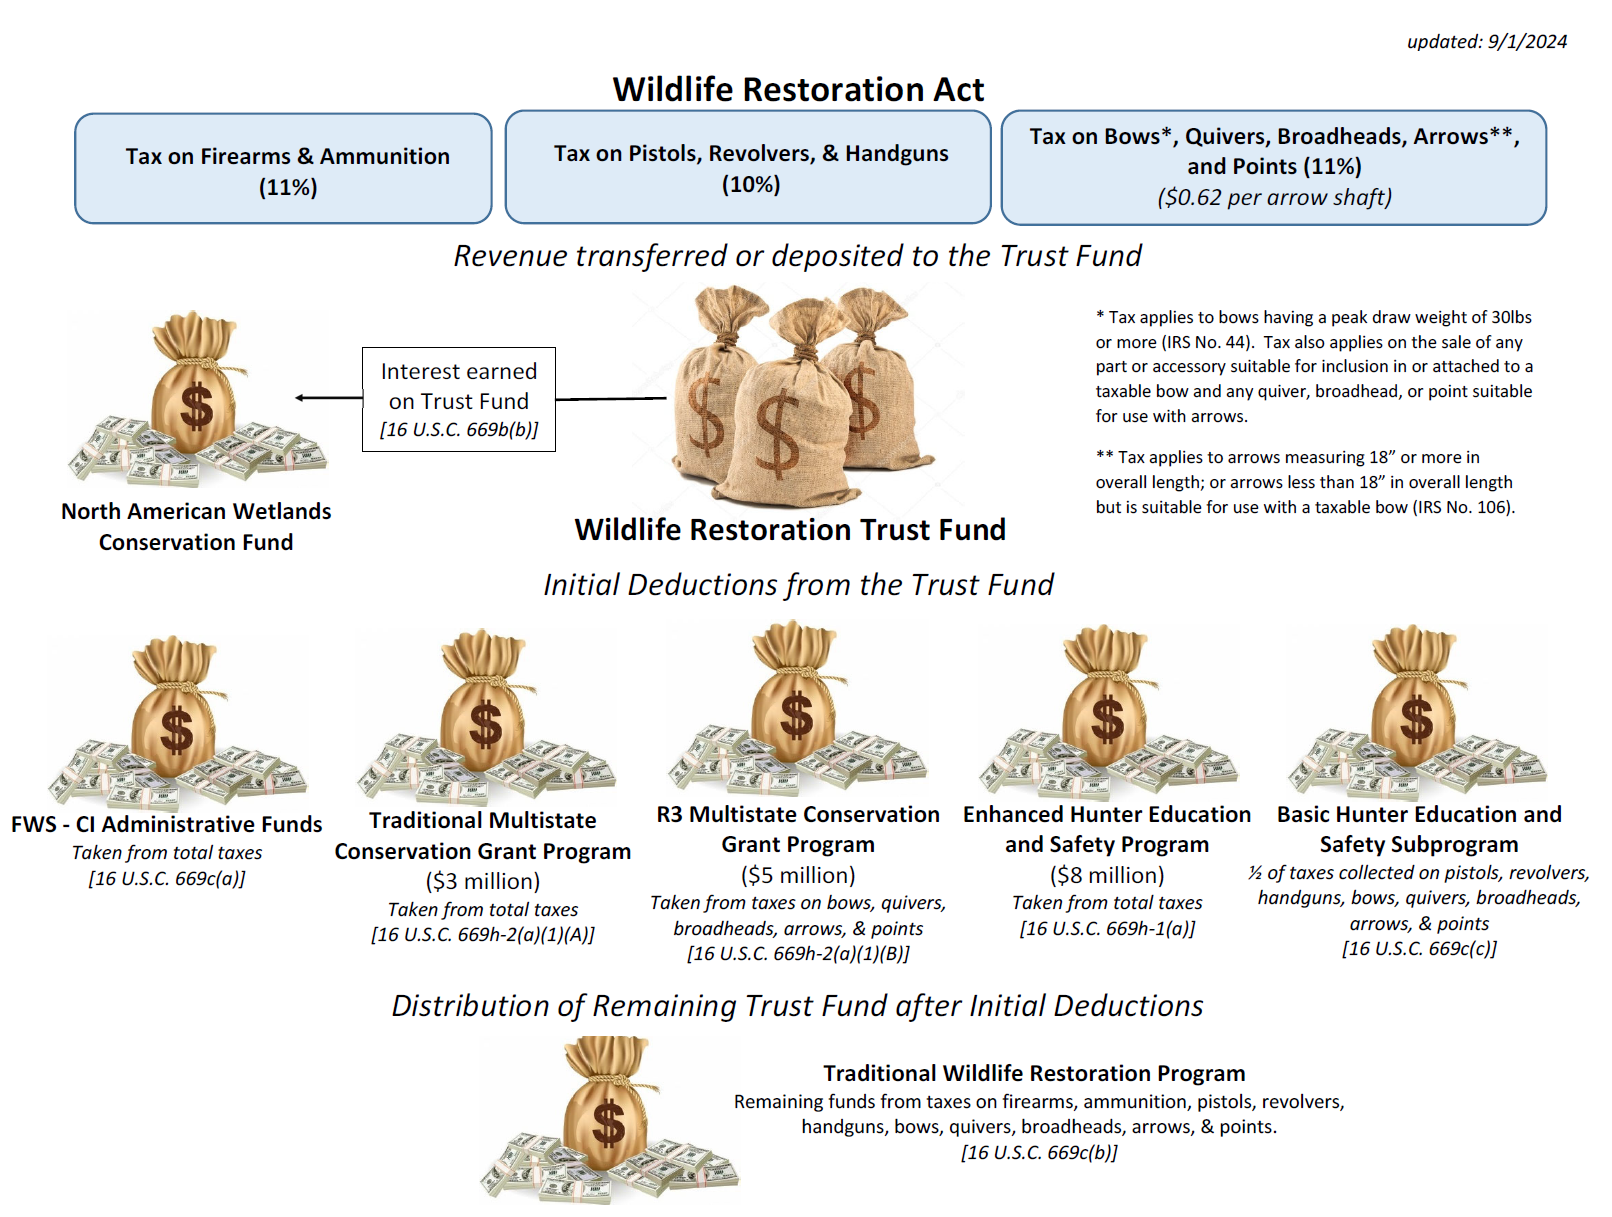 updated: 9/1/2024
Wildlife Restoration Act
Tax on Firearms & Ammunition
(11%)
Tax on Pistols, Revolvers, & Handguns
(10%)
Tax on Bows*, Quivers, Broadheads, Arrows**,
and Points (11%)
($0.62 per arrow shaft)
Revenue transferred or deposited to the Trust Fund
Interest earned
on Trust Fund
[16 U.S.C. 669b(b)]
* Tax applies to bows having a peak draw weight of 30lbs
or more (IRS No. 44).  Tax also applies on the sale of any
part or accessory suitable for inclusion in or attached to a
taxable bow and any quiver, broadhead, or point suitable
for use with arrows.
** Tax applies to arrows measuring 18” or more in
overall length; or arrows less than 18” in overall length
but is suitable for use with a taxable bow (IRS No. 106).
North American Wetlands
Conservation Fund
Wildlife Restoration Trust Fund
Initial Deductions from the Trust Fund
FWS - CI Administrative Funds
Taken from total taxes
[16 U.S.C. 669c(a)]
Traditional Multistate
Conservation Grant Program
($3 million)
Taken from total taxes
[16 U.S.C. 669h-2(a)(1)(A)]
R3 Multistate Conservation
Grant Program
($5 million)
Taken from taxes on bows, quivers,
broadheads, arrows, & points
[16 U.S.C. 669h-2(a)(1)(B)]
Enhanced Hunter Education
and Safety Program
($8 million)
Taken from total taxes
[16 U.S.C. 669h-1(a)]
Basic Hunter Education and
Safety Subprogram
½ of taxes collected on pistols, revolvers,
handguns, bows, quivers, broadheads,
arrows, & points
[16 U.S.C. 669c(c)]
Distribution of Remaining Trust Fund after Initial Deductions
Traditional Wildlife Restoration Program
Remaining funds from taxes on firearms, ammunition, pistols, revolvers,
handguns, bows, quivers, broadheads, arrows, & points.
[16 U.S.C. 669c(b)]